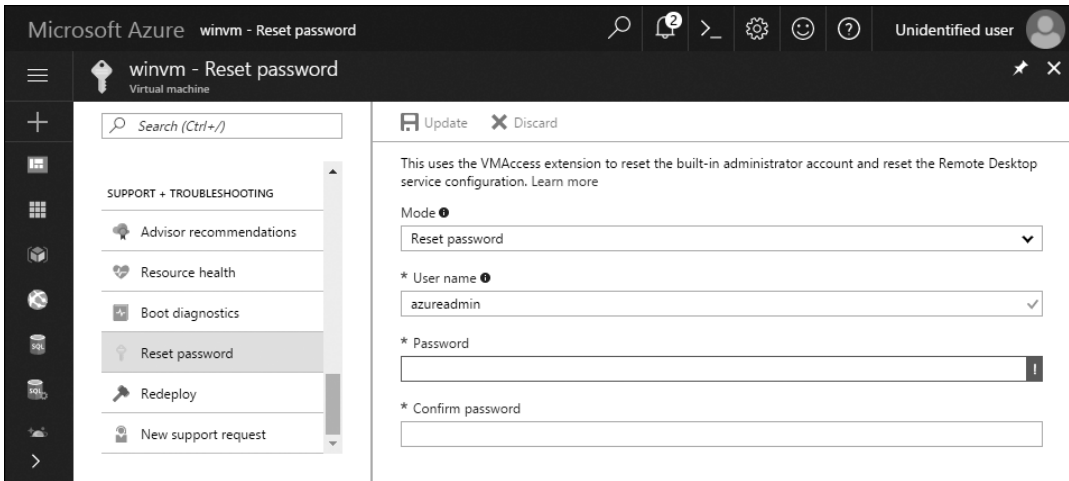 Microsoft Azure winvm - Reset password
2
>_
?
Unidentified user
winvm - Reset password
Virtual machine
Search (Ctrl+/)
SUPPORT + TROUBLESHOOTING
Advisor recommendations
Resource health
Boot diagnostics
Reset password
Redeploy
New support request
SQL
SQL
Update
Discard
This uses the VMAccess extension to reset the built-in administrator account and reset the Remote Desktop
service configuration. Learn more
Mode
Reset password
* User name
azureadmin
* Password
!
* Confirm password